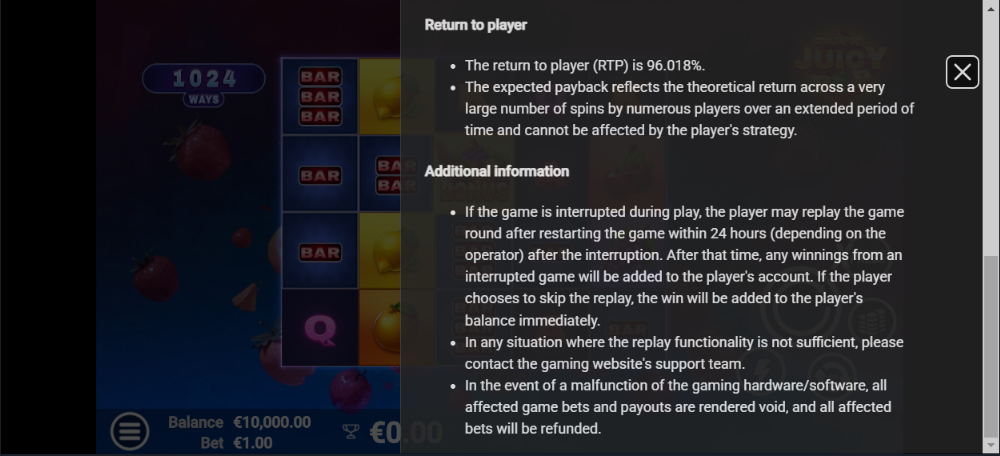 Return to player
1024
WAYS
JUICY
• The return to player (RTP) is 96.018%.
• The expected payback reflects the theoretical return across a very
large number of spins by numerous players over an extended period of
time and cannot be affected by the player's strategy.
BAR
BAR
BAR
BAR
BAR
BAR
BONUS
BAR
Q
BAR
Additional information
• If the game is interrupted during play, the player may replay the game
round after restarting the game within 24 hours (depending on the
operator) after the interruption. After that time, any winnings from an
interrupted game will be added to the player's account. If the player
chooses to skip the replay, the win will be added to the player's
balance immediately.
• In any situation where the replay functionality is not sufficient, please
contact the gaming website's support team.
• In the event of a malfunction of the gaming hardware/software, all
affected game bets and payouts are rendered void, and all affected
bets will be refunded.
Balance €10,000.00
Bet €1.00
€0.00